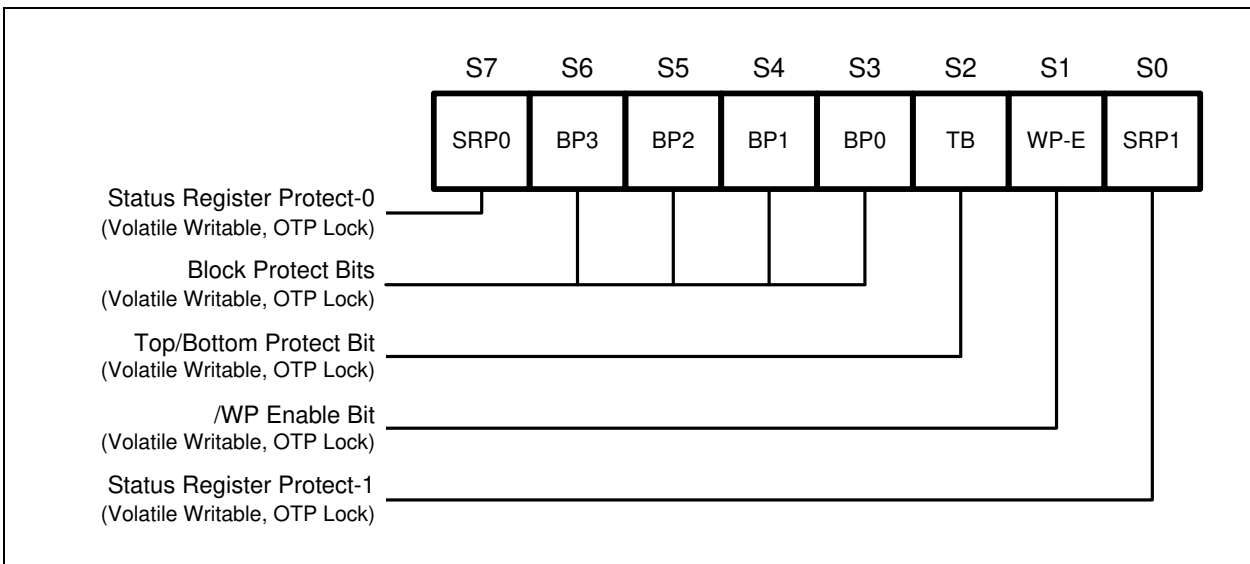 S7 S6 S5 S4 S3 S2 S1 S0
SRP0 BP3 BP2 BP1 BP0 TB WP-E SRP1
Status Register Protect-0
(Volatile Writable, OTP Lock)
Block Protect Bits
(Volatile Writable, OTP Lock)
Top/Bottom Protect Bit
(Volatile Writable, OTP Lock)
/WP Enable Bit
(Volatile Writable, OTP Lock)
Status Register Protect-1
(Volatile Writable, OTP Lock)